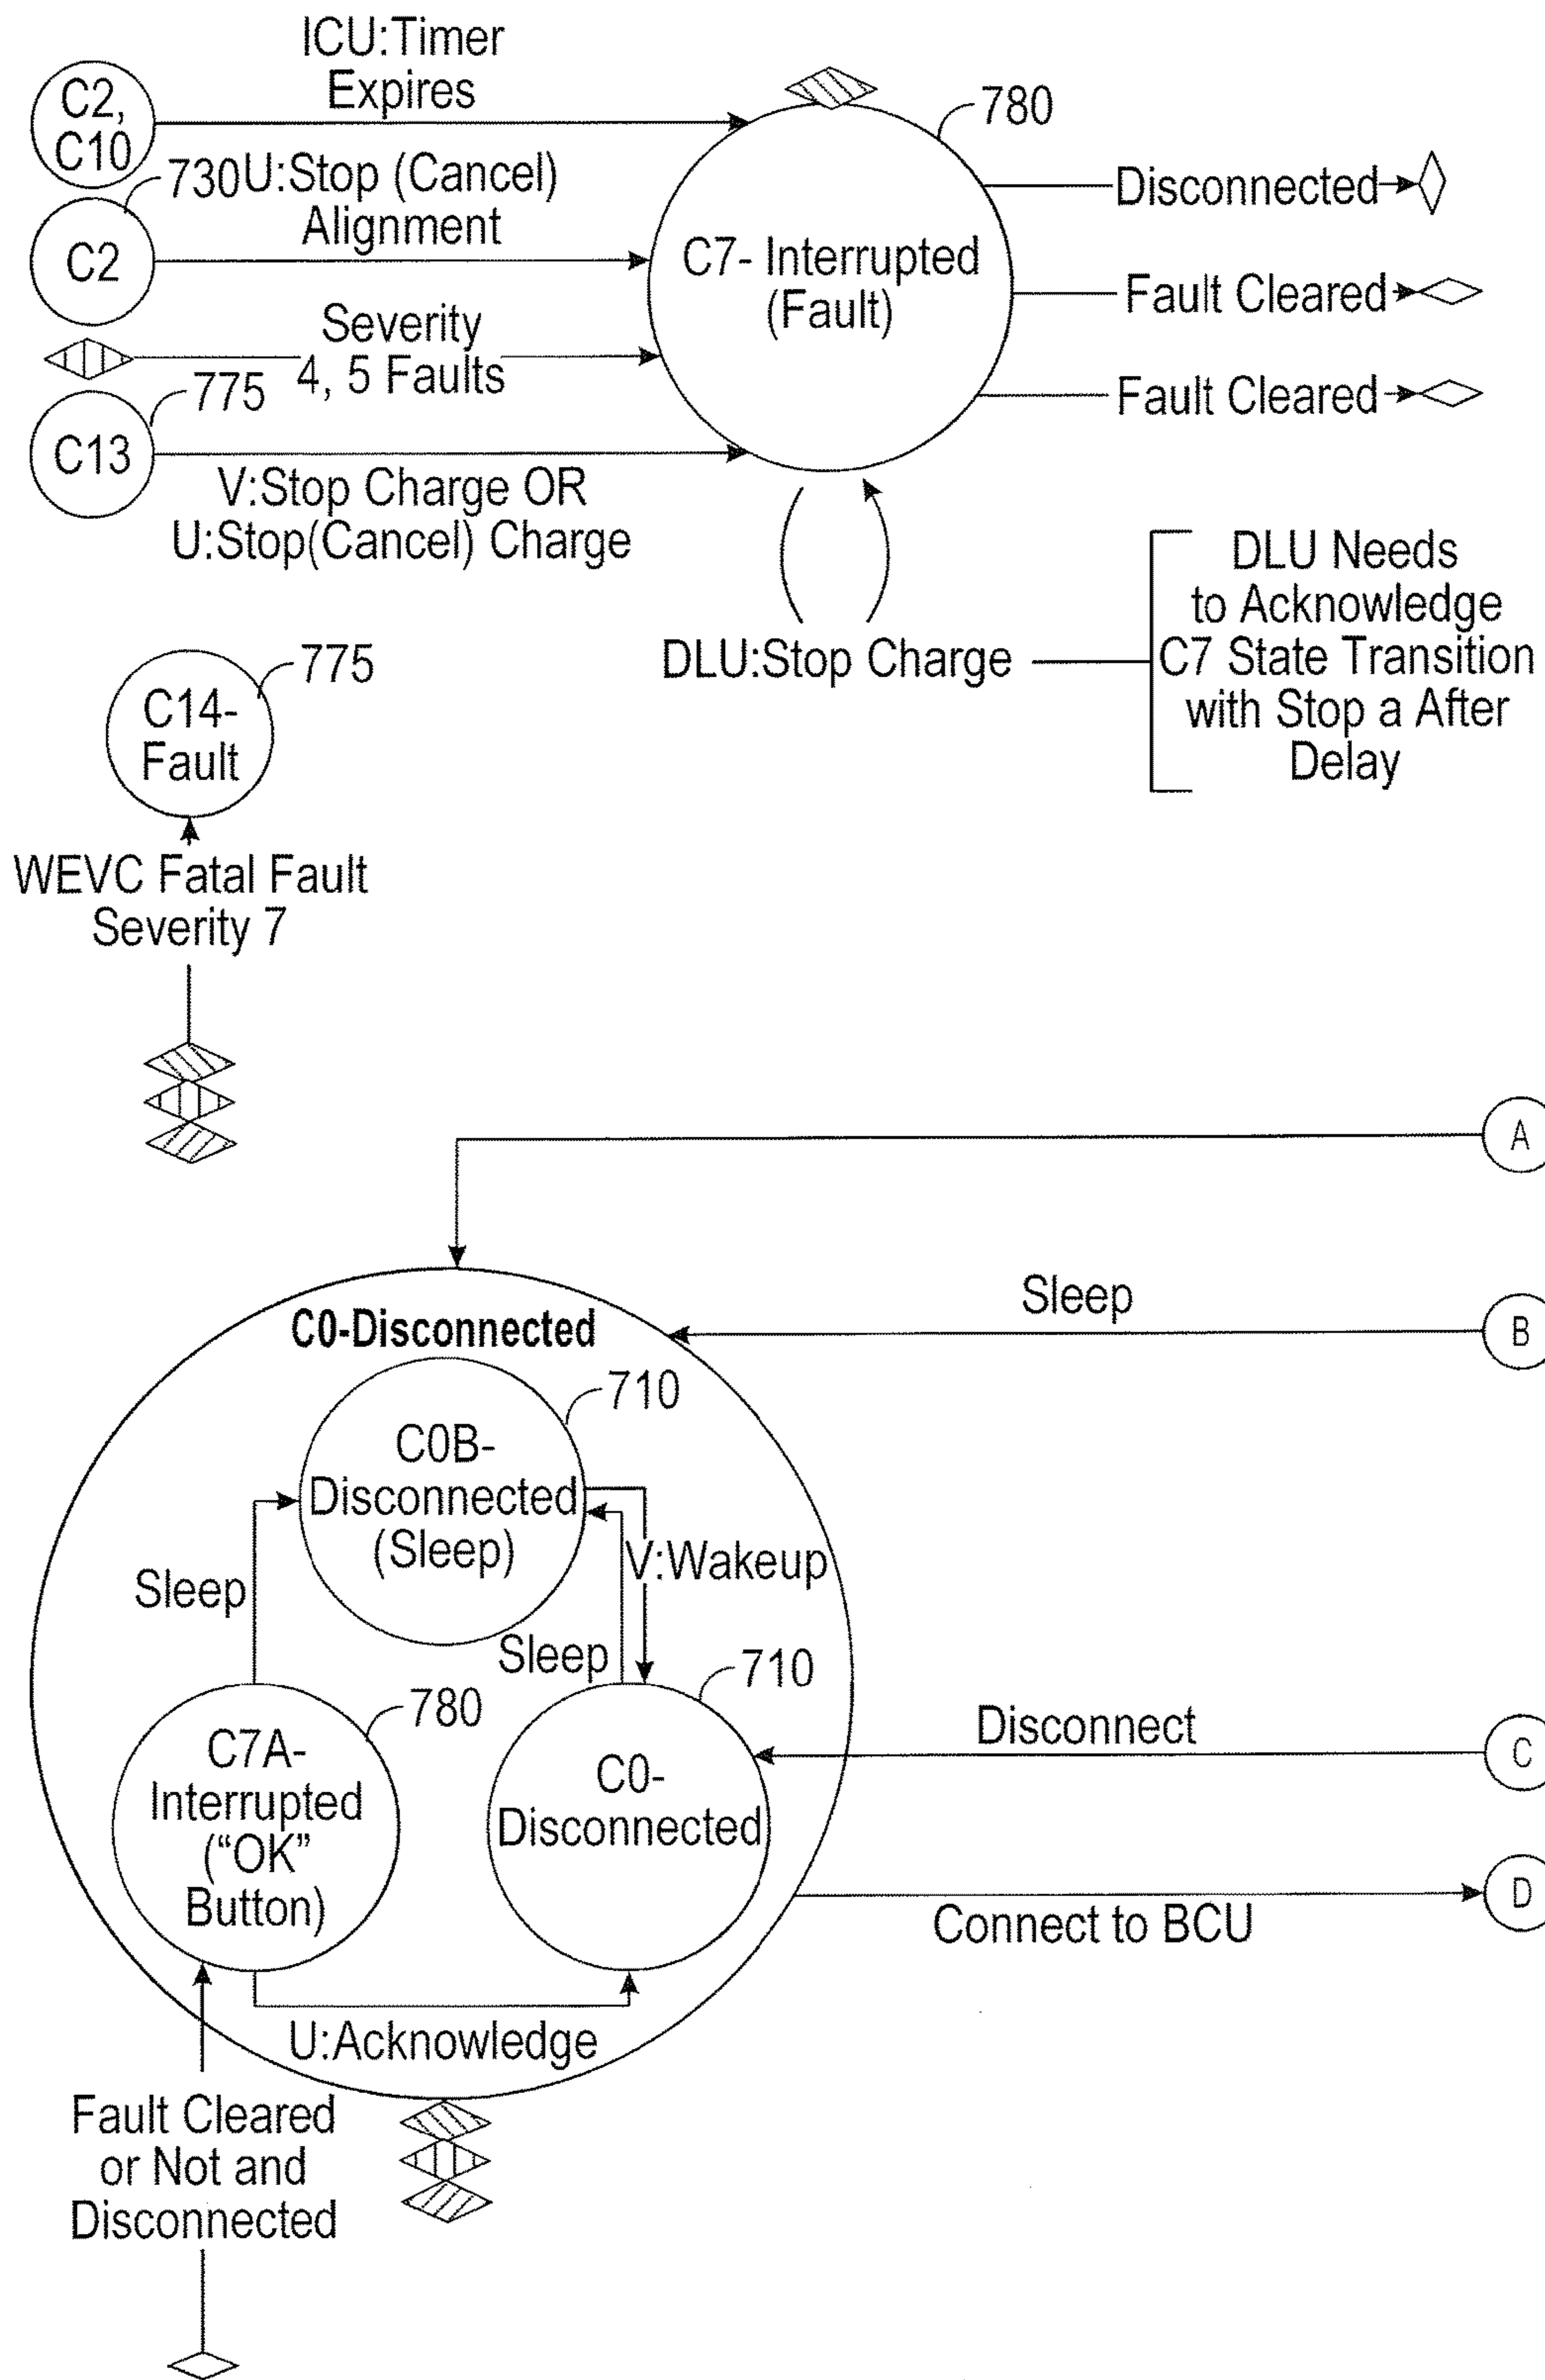 ICU:Timer
Expires
C2,
C10
780
730
U:Stop (Cancel)
Alignment
Disconnected
C2
C7- Interrupted
(Fault)
Fault Cleared
Severity
4, 5 Faults
775
Fault Cleared
C13
V:Stop Charge OR
U:Stop(Cancel) Charge
DLU:Stop Charge
DLU Needs
to Acknowledge
C7 State Transition
with Stop a After
Delay
775
C14-
Fault
WEVC Fatal Fault
Severity 7
A
Sleep
B
C0-Disconnected
710
C0B-
Disconnected
(Sleep)
V:Wakeup
Sleep
Sleep
710
780
C7A-
Interrupted
("OK"
Button)
C0-
Disconnected
Disconnect
C
Connect to BCU
D
U:Acknowledge
Fault Cleared
or Not and
Disconnected